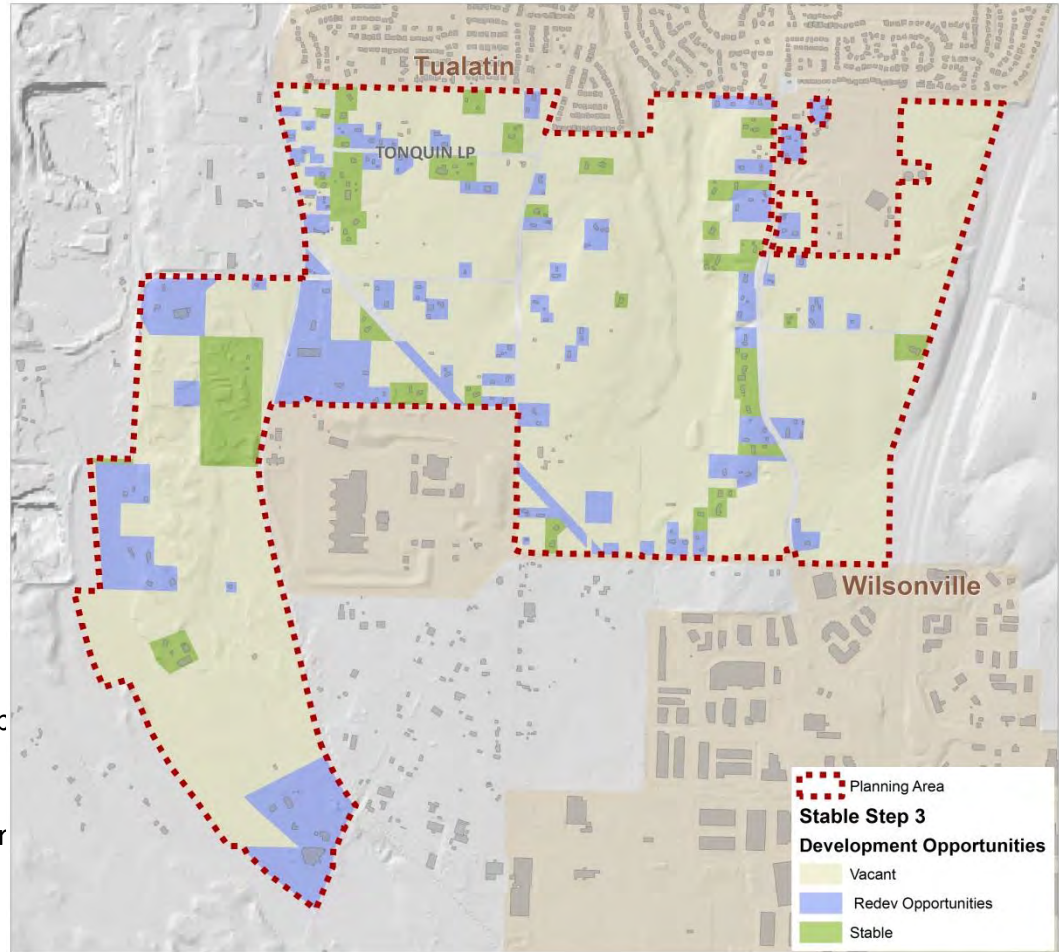 Tualatin
TONQUIN LP
Wilsonville
Planning Area
Stable Step 3
Development Opportunities
Vacant
Redev Opportunities
Stable